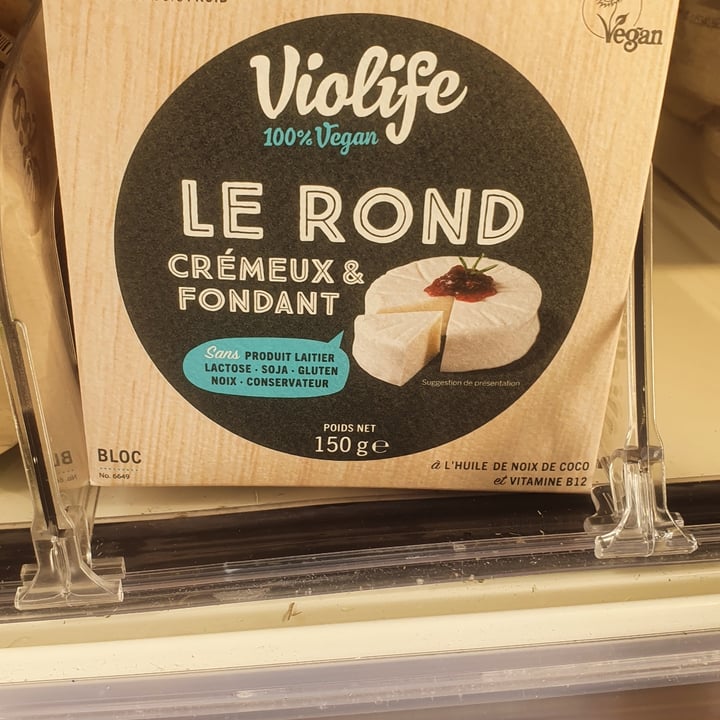 Vegan
Violife
100% Vegan
LE ROND
CRÉMEUX &
FONDANT
Sans PRODUIT LAITIER
LACTOSE · SOJA · GLUTEN
NOIX · CONSERVATEUR
Suggestion de présentation
POIDS NET
150 g e
BLOC
No. 6649
à L'HUILE DE NOIX DE COCO
et VITAMINE B12